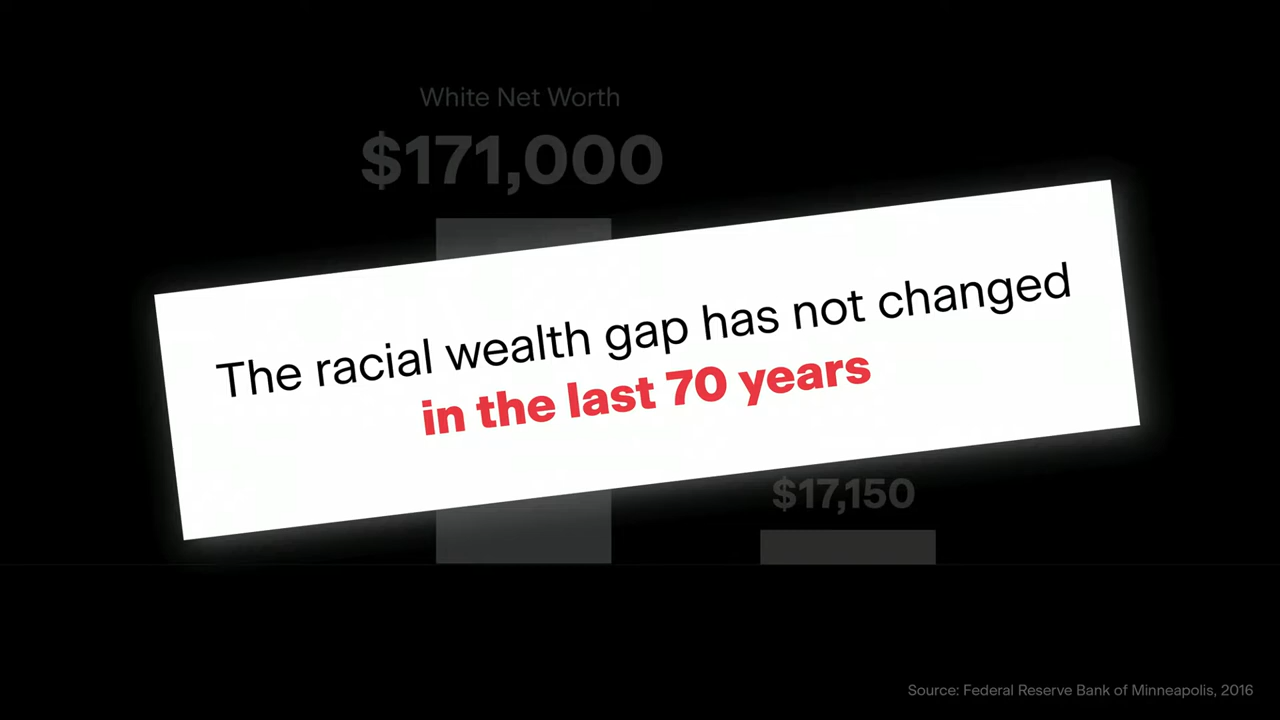 White Net Worth
$171,000
The racial wealth gap has not changed
in the last 70 years
$17,150
Source: Federal Reserve Bank of Minneapolis, 2016